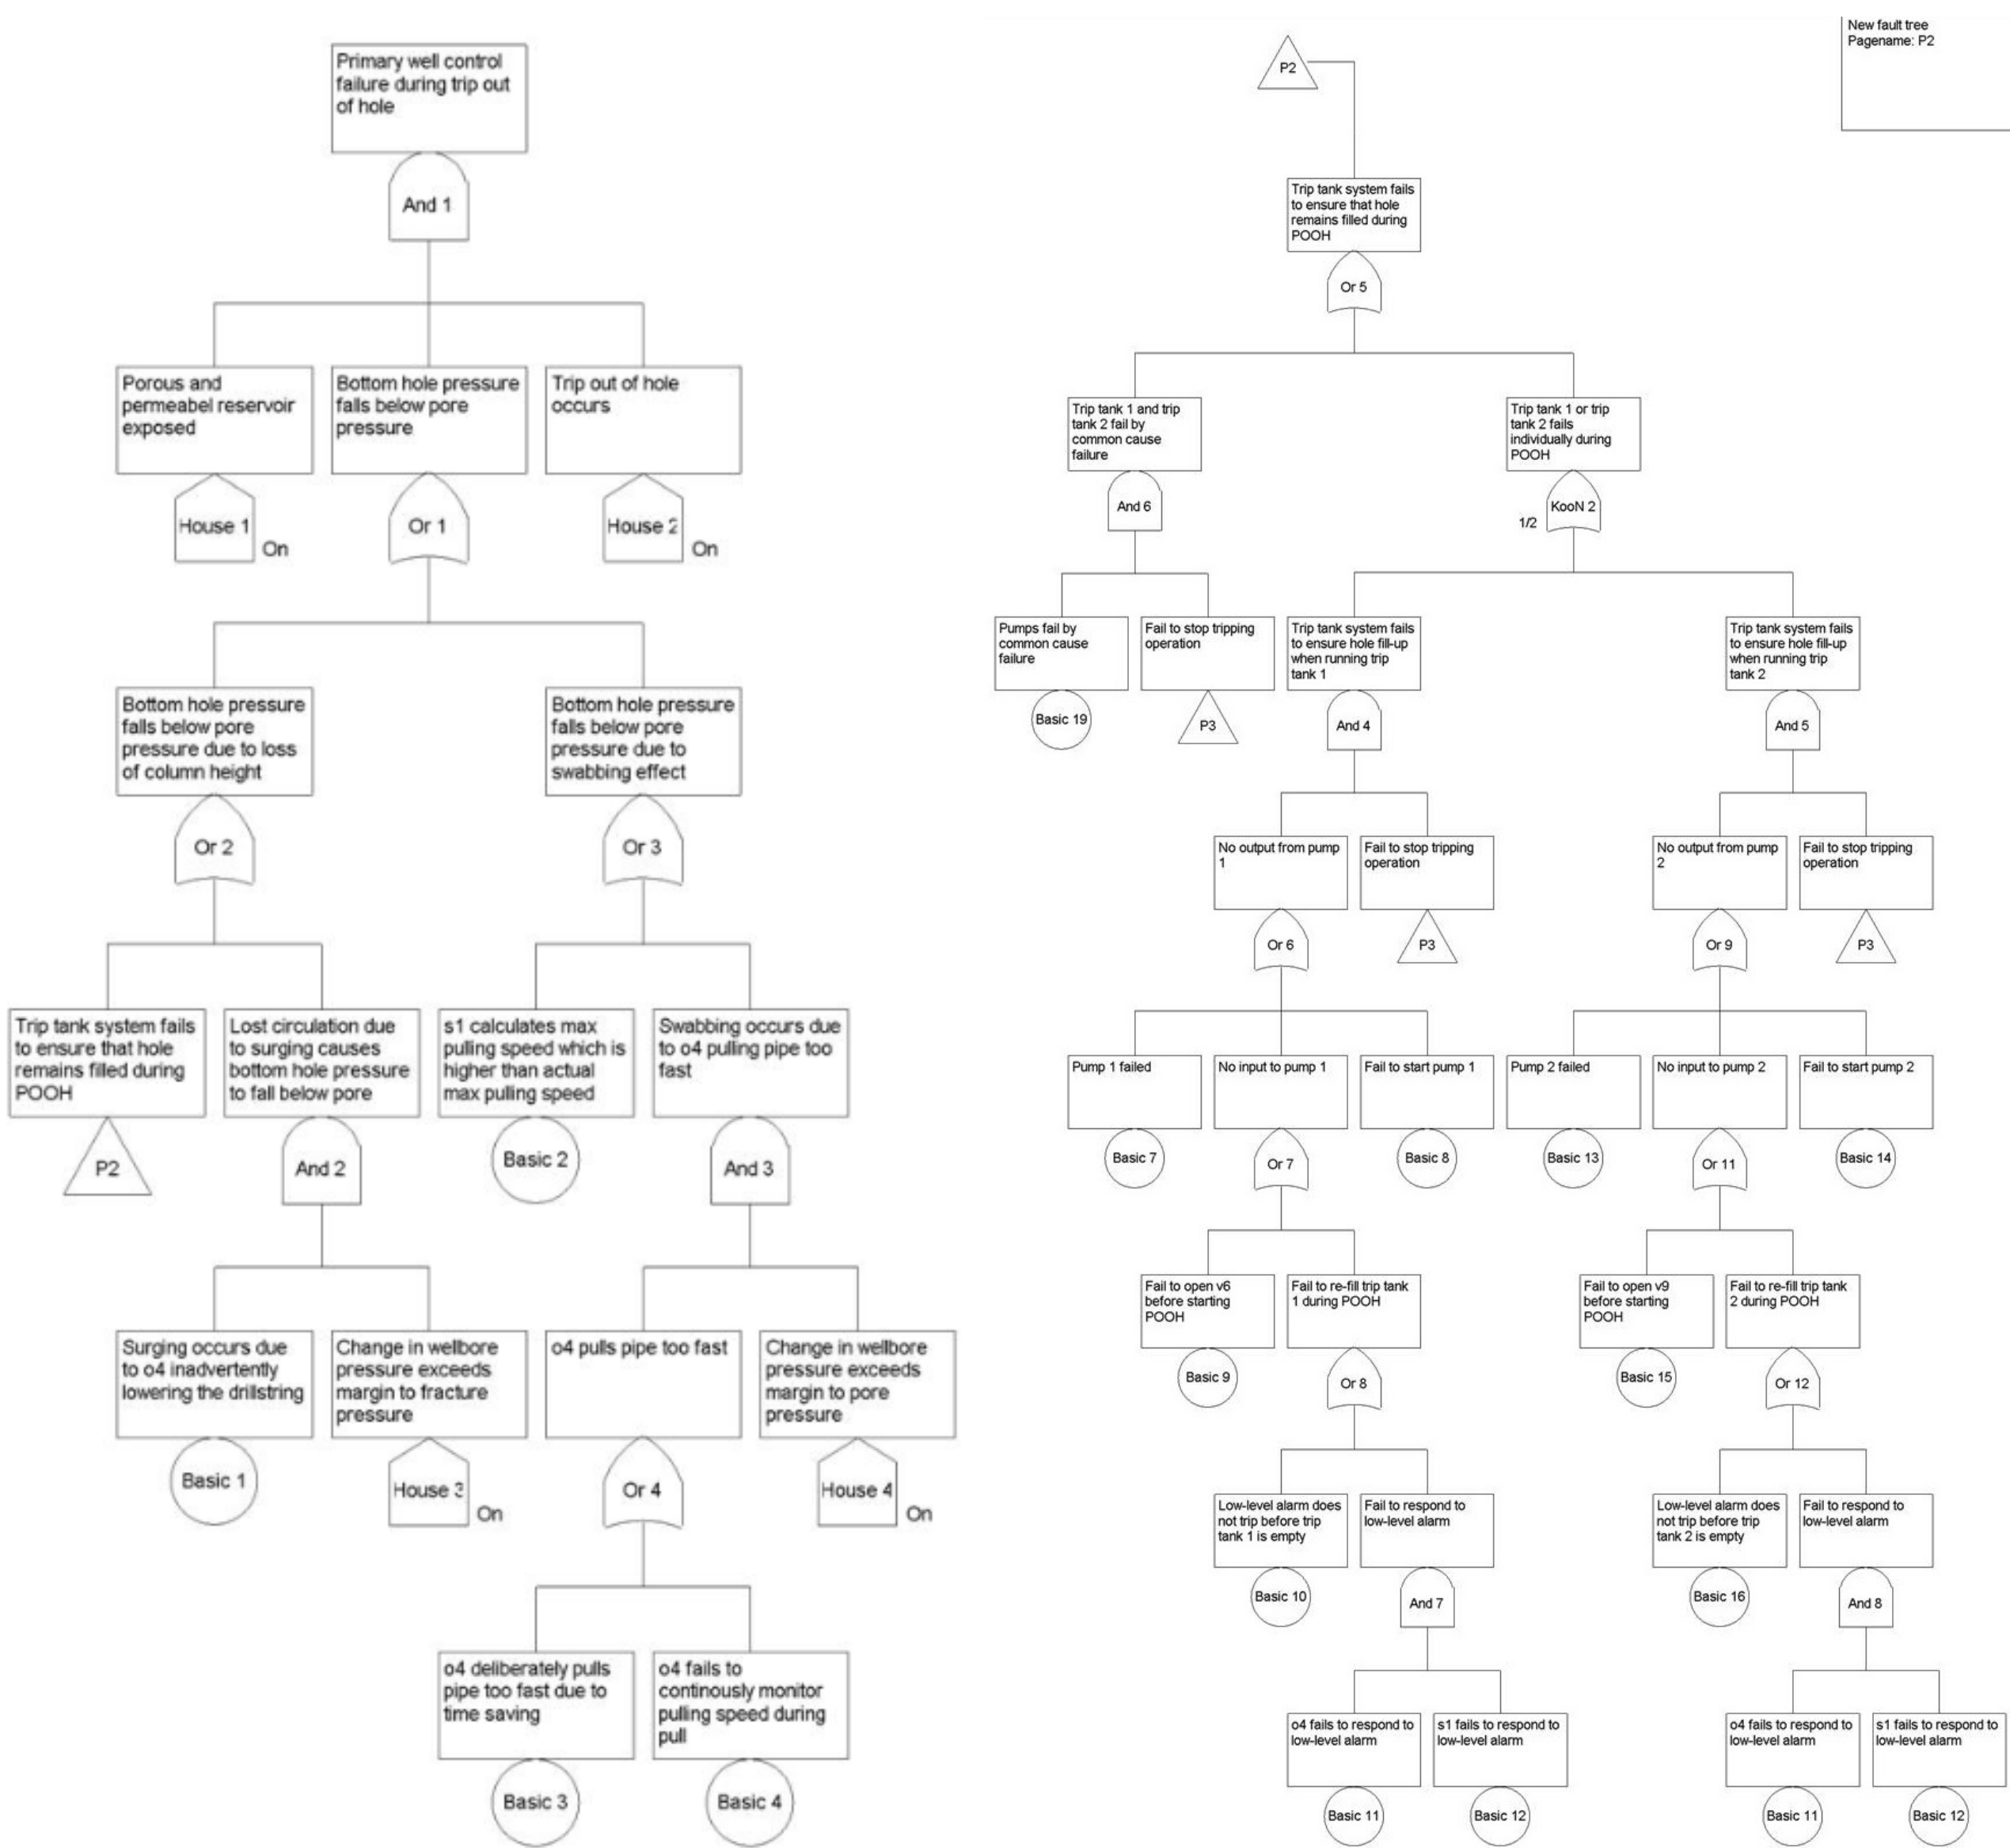 Primary well control
failure during trip out
of hole
And 1
Porous and
permeabel reservoir
exposed
Bottom hole pressure
falls below pore
pressure
Trip out of hole
occurs
House 1
On
Or 1
House 2
On
Bottom hole pressure
falls below pore
pressure due to loss
of column height
Bottom hole pressure
falls below pore
pressure due to
swabbing effect
Or 2
Or 3
Trip tank system fails
to ensure that hole
remains filled during
POOH
Lost circulation due
to surging causes
bottom hole pressure
to fall below pore
s1 calculates max
pulling speed which is
higher than actual
max pulling speed
Swabbing occurs due
to o4 pulling pipe too
fast
P2
And 2
Basic 2
And 3
Surging occurs due
to o4 inadvertently
lowering the drillstring
Change in wellbore
pressure exceeds
margin to fracture
pressure
o4 pulls pipe too fast
Change in wellbore
pressure exceeds
margin to pore
pressure
Basic 1
House 3
On
Or 4
House 4
On
o4 deliberately pulls
pipe too fast due to
time saving
o4 fails to
continously monitor
pulling speed during
pull
Basic 3
Basic 4
New fault tree
Pagename: P2
P2
Trip tank system fails
to ensure that hole
remains filled during
POOH
Or 5
Trip tank 1 and trip
tank 2 fail by
common cause
failure
Trip tank 1 or trip
tank 2 fails
individually during
POOH
And 6
KooN 2
1/2
Pumps fail by
common cause
failure
Fail to stop tripping
operation
Trip tank system fails
to ensure hole fill-up
when running trip
tank 1
Trip tank system fails
to ensure hole fill-up
when running trip
tank 2
Basic 19
P3
And 4
And 5
No output from pump
1
Fail to stop tripping
operation
No output from pump
2
Fail to stop tripping
operation
Or 6
P3
Or 9
P3
Pump 1 failed
No input to pump 1
Fail to start pump 1
Pump 2 failed
No input to pump 2
Fail to start pump 2
Basic 7
Or 7
Basic 8
Basic 13
Or 11
Basic 14
Fail to open v6
before starting
POOH
Fail to re-fill trip tank
1 during POOH
Fail to open v9
before starting
POOH
Fail to re-fill trip tank
2 during POOH
Basic 9
Or 8
Basic 15
Or 12
Low-level alarm does
not trip before trip
tank 1 is empty
Fail to respond to
low-level alarm
Low-level alarm does
not trip before trip
tank 2 is empty
Fail to respond to
low-level alarm
Basic 10
And 7
Basic 16
And 8
o4 fails to respond to
low-level alarm
s1 fails to respond to
low-level alarm
o4 fails to respond to
low-level alarm
s1 fails to respond to
low-level alarm
Basic 11
Basic 12
Basic 11
Basic 12